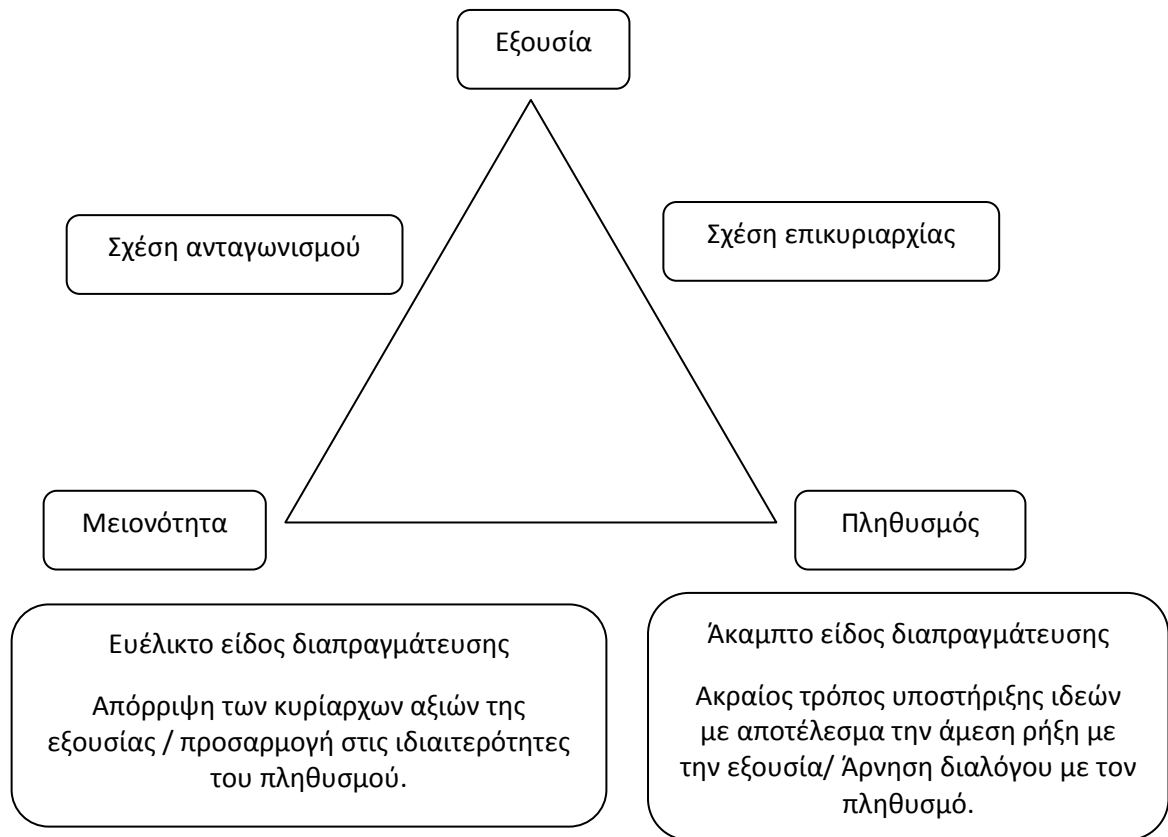 Εξουσία
Σχέση ανταγωνισμού
Σχέση επικυριαρχίας
Μειονότητα
Πληθυσμός
Ευέλικτο είδος διαπραγμάτευσης
Απόρριψη των κυρίαρχων αξιών της
εξουσίας / προσαρμογή στις ιδιαιτερότητες
του πληθυσμού.
Άκαμπτο είδος διαπραγμάτευσης
Ακραίος τρόπος υποστήριξης ιδεών
με αποτέλεσμα την άμεση ρήξη με
την εξουσία/ Άρνηση διαλόγου με τον
πληθυσμό.